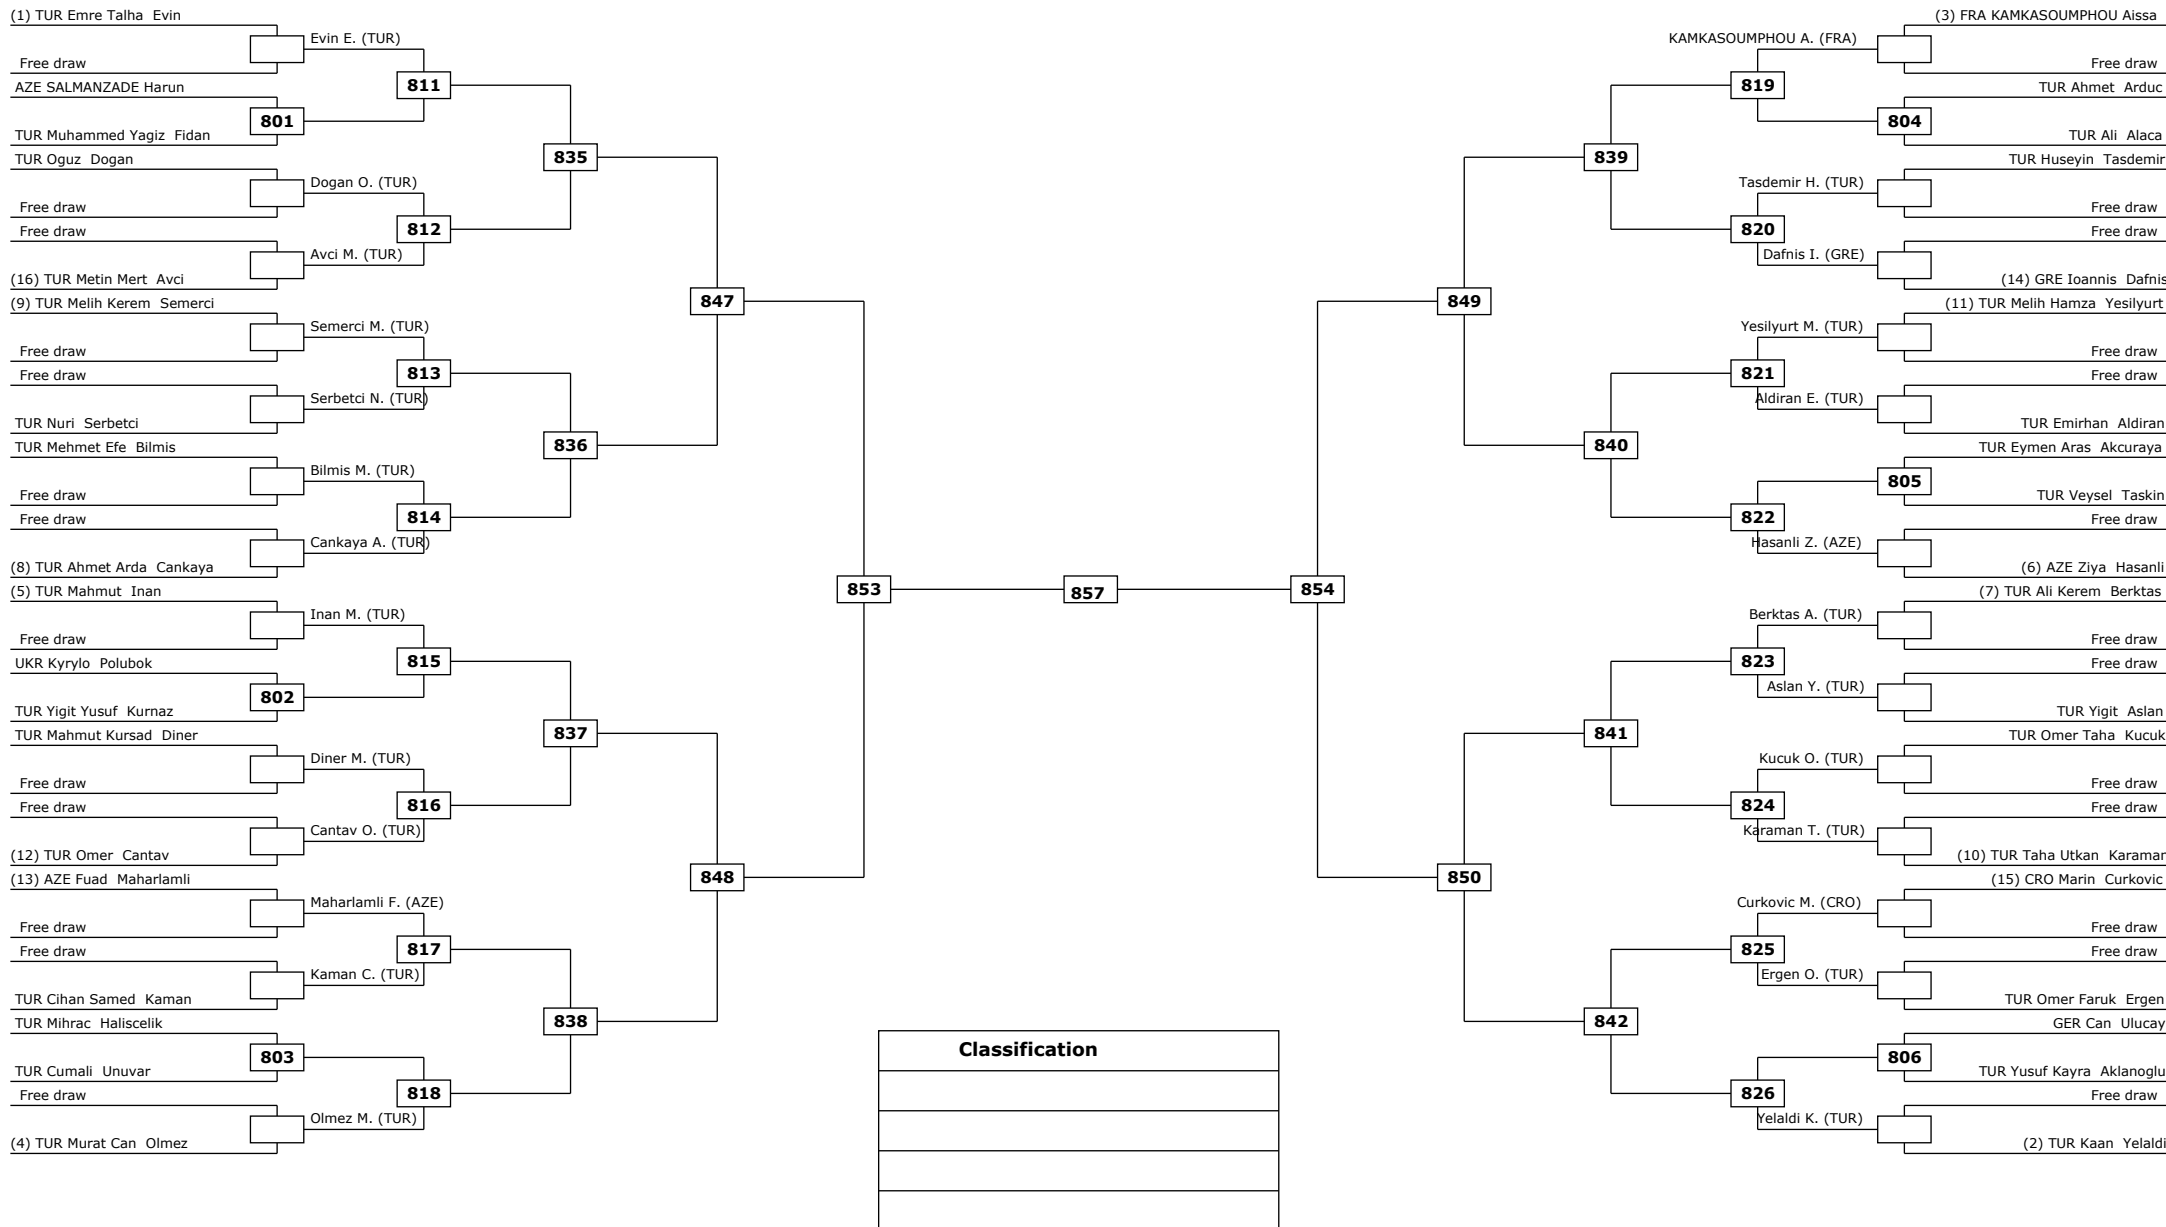 (1) TUR Emre Talha  Evin
Evin E. (TUR)
Free draw
811
AZE SALMANZADE Harun
801
TUR Muhammed Yagiz  Fidan
835
TUR Oguz  Dogan
Dogan O. (TUR)
Free draw
812
Free draw
Avci M. (TUR)
(16) TUR Metin Mert  Avci
847
(9) TUR Melih Kerem  Semerci
Semerci M. (TUR)
Free draw
813
Free draw
Serbetci N. (TUR)
TUR Nuri  Serbetci
836
TUR Mehmet Efe  Bilmis
Bilmis M. (TUR)
Free draw
814
Free draw
Cankaya A. (TUR)
(8) TUR Ahmet Arda  Cankaya
853
(5) TUR Mahmut  Inan
Inan M. (TUR)
Free draw
815
UKR Kyrylo  Polubok
802
TUR Yigit Yusuf  Kurnaz
837
TUR Mahmut Kursad  Diner
Diner M. (TUR)
Free draw
816
Free draw
Cantav O. (TUR)
(12) TUR Omer  Cantav
848
(13) AZE Fuad  Maharlamli
Maharlamli F. (AZE)
Free draw
817
Free draw
Kaman C. (TUR)
TUR Cihan Samed  Kaman
838
TUR Mihrac  Haliscelik
803
TUR Cumali  Unuvar
818
Free draw
Olmez M. (TUR)
(4) TUR Murat Can  Olmez
857
Classification
(3) FRA KAMKASOUMPHOU Aissa
KAMKASOUMPHOU A. (FRA)
Free draw
819
TUR Ahmet  Arduc
804
TUR Ali  Alaca
839
TUR Huseyin  Tasdemir
Tasdemir H. (TUR)
Free draw
820
Free draw
Dafnis I. (GRE)
(14) GRE Ioannis  Dafnis
849
(11) TUR Melih Hamza  Yesilyurt
Yesilyurt M. (TUR)
Free draw
821
Free draw
Aldiran E. (TUR)
TUR Emirhan  Aldiran
840
TUR Eymen Aras  Akcuraya
805
TUR Veysel  Taskin
822
Free draw
Hasanli Z. (AZE)
(6) AZE Ziya  Hasanli
854
(7) TUR Ali Kerem  Berktas
Berktas A. (TUR)
Free draw
823
Free draw
Aslan Y. (TUR)
TUR Yigit  Aslan
841
TUR Omer Taha  Kucuk
Kucuk O. (TUR)
Free draw
824
Free draw
Karaman T. (TUR)
(10) TUR Taha Utkan  Karaman
850
(15) CRO Marin  Curkovic
Curkovic M. (CRO)
Free draw
825
Free draw
Ergen O. (TUR)
TUR Omer Faruk  Ergen
842
GER Can  Ulucay
806
TUR Yusuf Kayra  Aklanoglu
826
Free draw
Yelaldi K. (TUR)
(2) TUR Kaan  Yelaldi